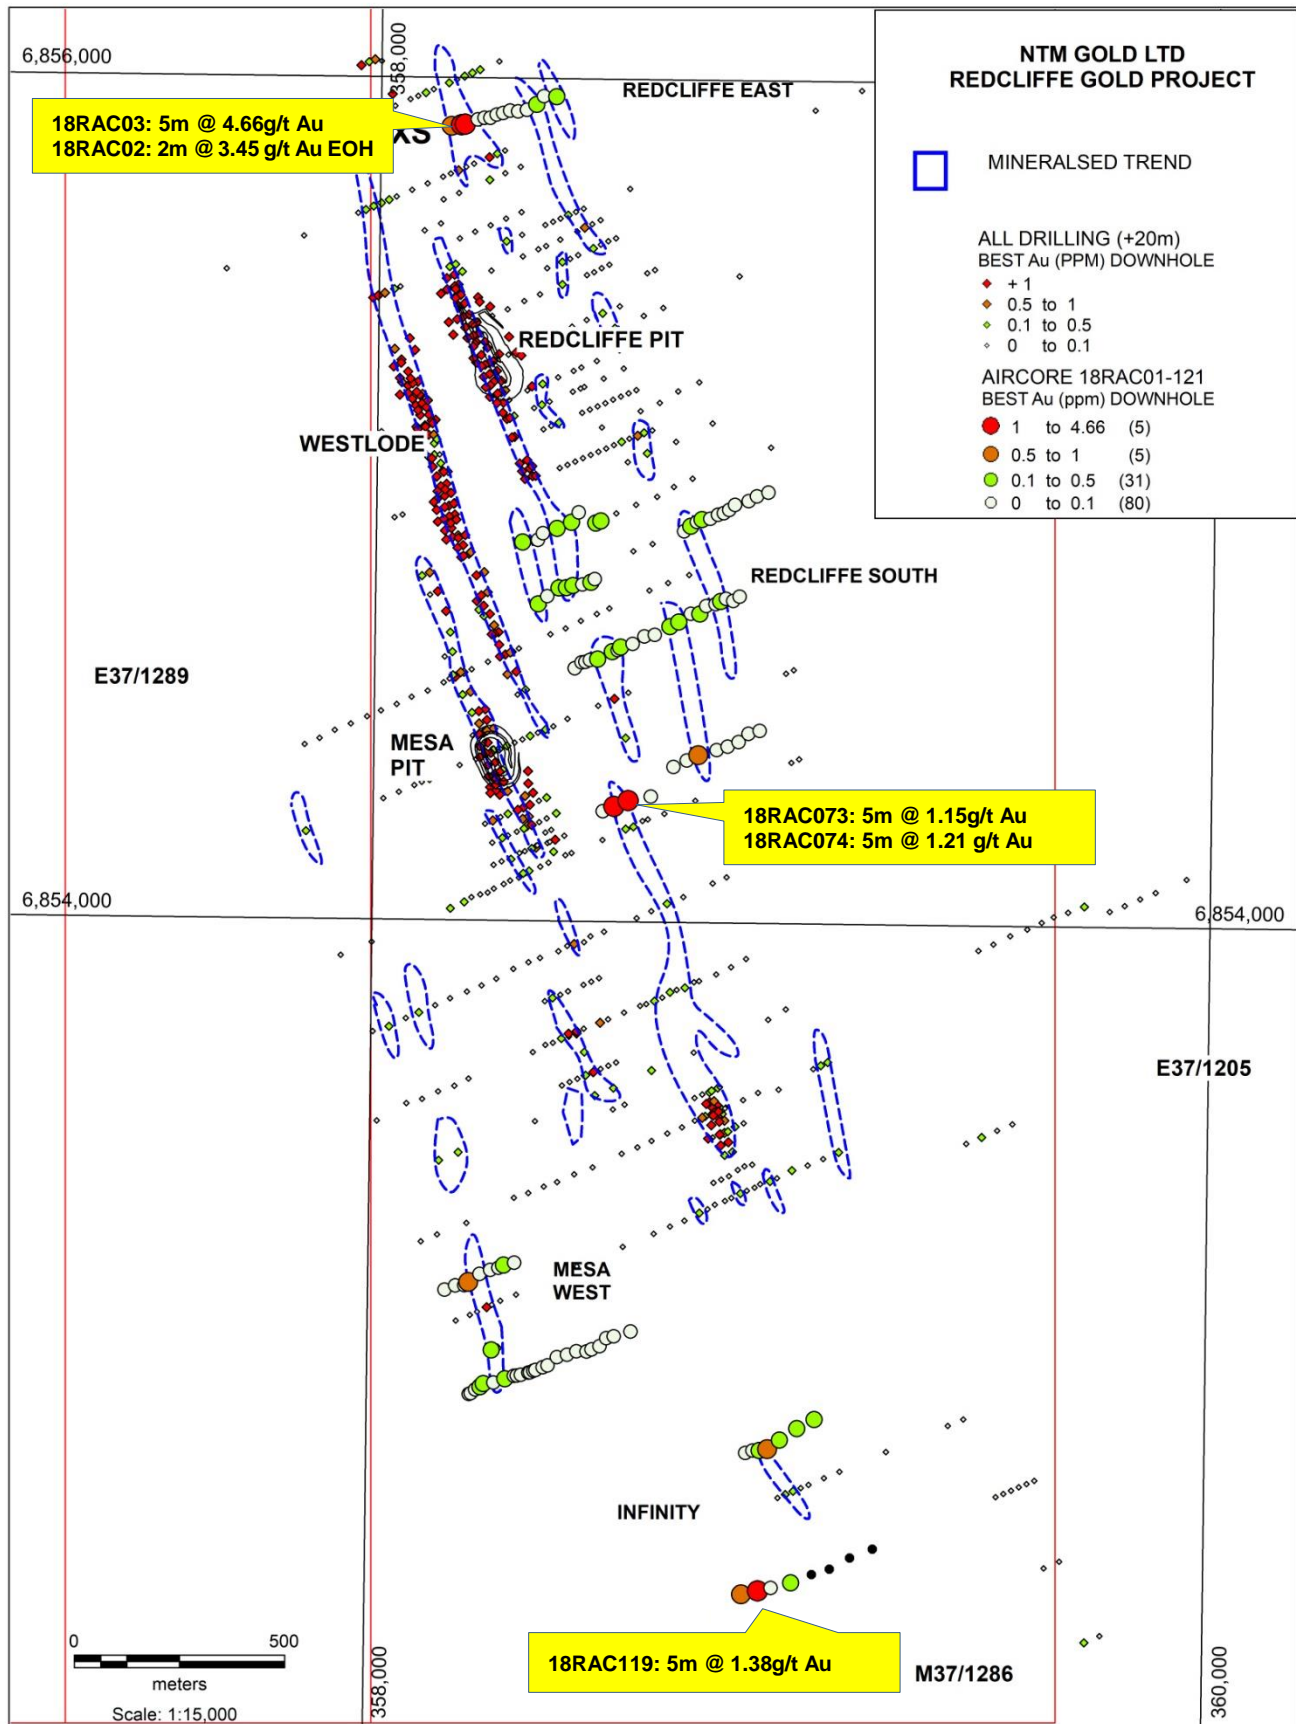 6,856,000
358,000
REDCLIFFE EAST
NTM GOLD LTD
REDCLIFFE GOLD PROJECT
18RAC03: 5m @ 4.66g/t Au
18RAC02: 2m @ 3.45 g/t Au EOH
XS
MINERALSED TREND
ALL DRILLING (+20m)
BEST Au (PPM) DOWNHOLE
+ 1
0.5 to 1
0.1 to 0.5
0 to 0.1
AIRCORE 18RAC01-121
BEST Au (ppm) DOWNHOLE
1 to 4.66 (5)
0.5 to 1 (5)
0.1 to 0.5 (31)
0 to 0.1 (80)
REDCLIFFE PIT
WESTLODE
REDCLIFFE SOUTH
E37/1289
MESA
PIT
18RAC073: 5m @ 1.15g/t Au
18RAC074: 5m @ 1.21 g/t Au
6,854,000
6,854,000
E37/1205
MESA
WEST
INFINITY
18RAC119: 5m @ 1.38g/t Au
M37/1286
0 500
meters
Scale: 1:15,000
358,000
360,000